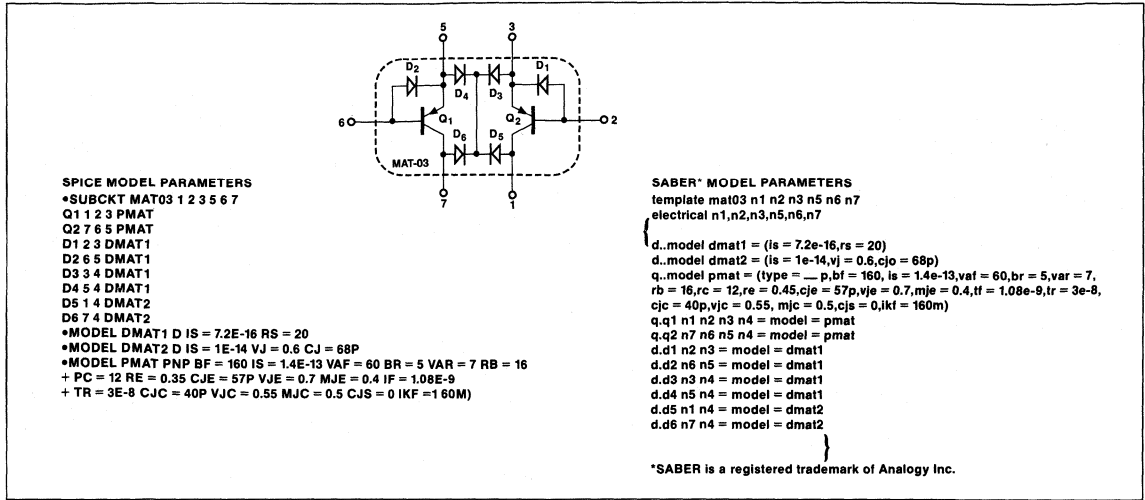 5 3
D2 D1
D4 D3
6 Q1 Q2 2
D6 D5
MAT-03
7 1
SPICE MODEL PARAMETERS
•SUBCKT MAT03 1 2 3 5 6 7
Q1 1 2 3 PMAT
Q2 7 6 5 PMAT
D1 2 3 DMAT1
D2 6 5 DMAT1
D3 3 4 DMAT1
D4 5 4 DMAT1
D5 1 4 DMAT2
D6 7 4 DMAT2
•MODEL DMAT1 D IS = 7.2E-16 RS = 20
•MODEL DMAT2 D IS = 1E-14 VJ = 0.6 CJ = 68P
•MODEL PMAT PNP BF = 160 IS = 1.4E-13 VAF = 60 BR = 5 VAR = 7 RB = 16
+ PC = 12 RE = 0.35 CJE = 57P VJE = 0.7 MJE = 0.4 IF = 1.08E-9
+ TR = 3E-8 CJC = 40P VJC = 0.55 MJC = 0.5 CJS = 0 IKF =1 60M)
SABER* MODEL PARAMETERS
template mat03 n1 n2 n3 n5 n6 n7
electrical n1,n2,n3,n5,n6,n7
{
d..model dmat1 = (is = 7.2e-16,rs = 20)
d..model dmat2 = (is = 1e-14,vj = 0.6,cjo = 68p)
q..model pmat = (type = __ p,bf = 160, is = 1.4e-13,vaf = 60,br = 5,var = 7,
rb = 16,rc = 12,re = 0.45,cje = 57p,vje = 0.7,mje = 0.4,tf = 1.08e-9,tr = 3e-8,
cjc = 40p,vjc = 0.55, mjc = 0.5,cjs = 0,ikf = 160m)
q.q1 n1 n2 n3 n4 = model = pmat
q.q2 n7 n6 n5 n4 = model = pmat
d.d1 n2 n3 = model = dmat1
d.d2 n6 n5 = model = dmat1
d.d3 n3 n4 = model = dmat1
d.d4 n5 n4 = model = dmat1
d.d5 n1 n4 = model = dmat2
d.d6 n7 n4 = model = dmat2
}
*SABER is a registered trademark of Analogy Inc.